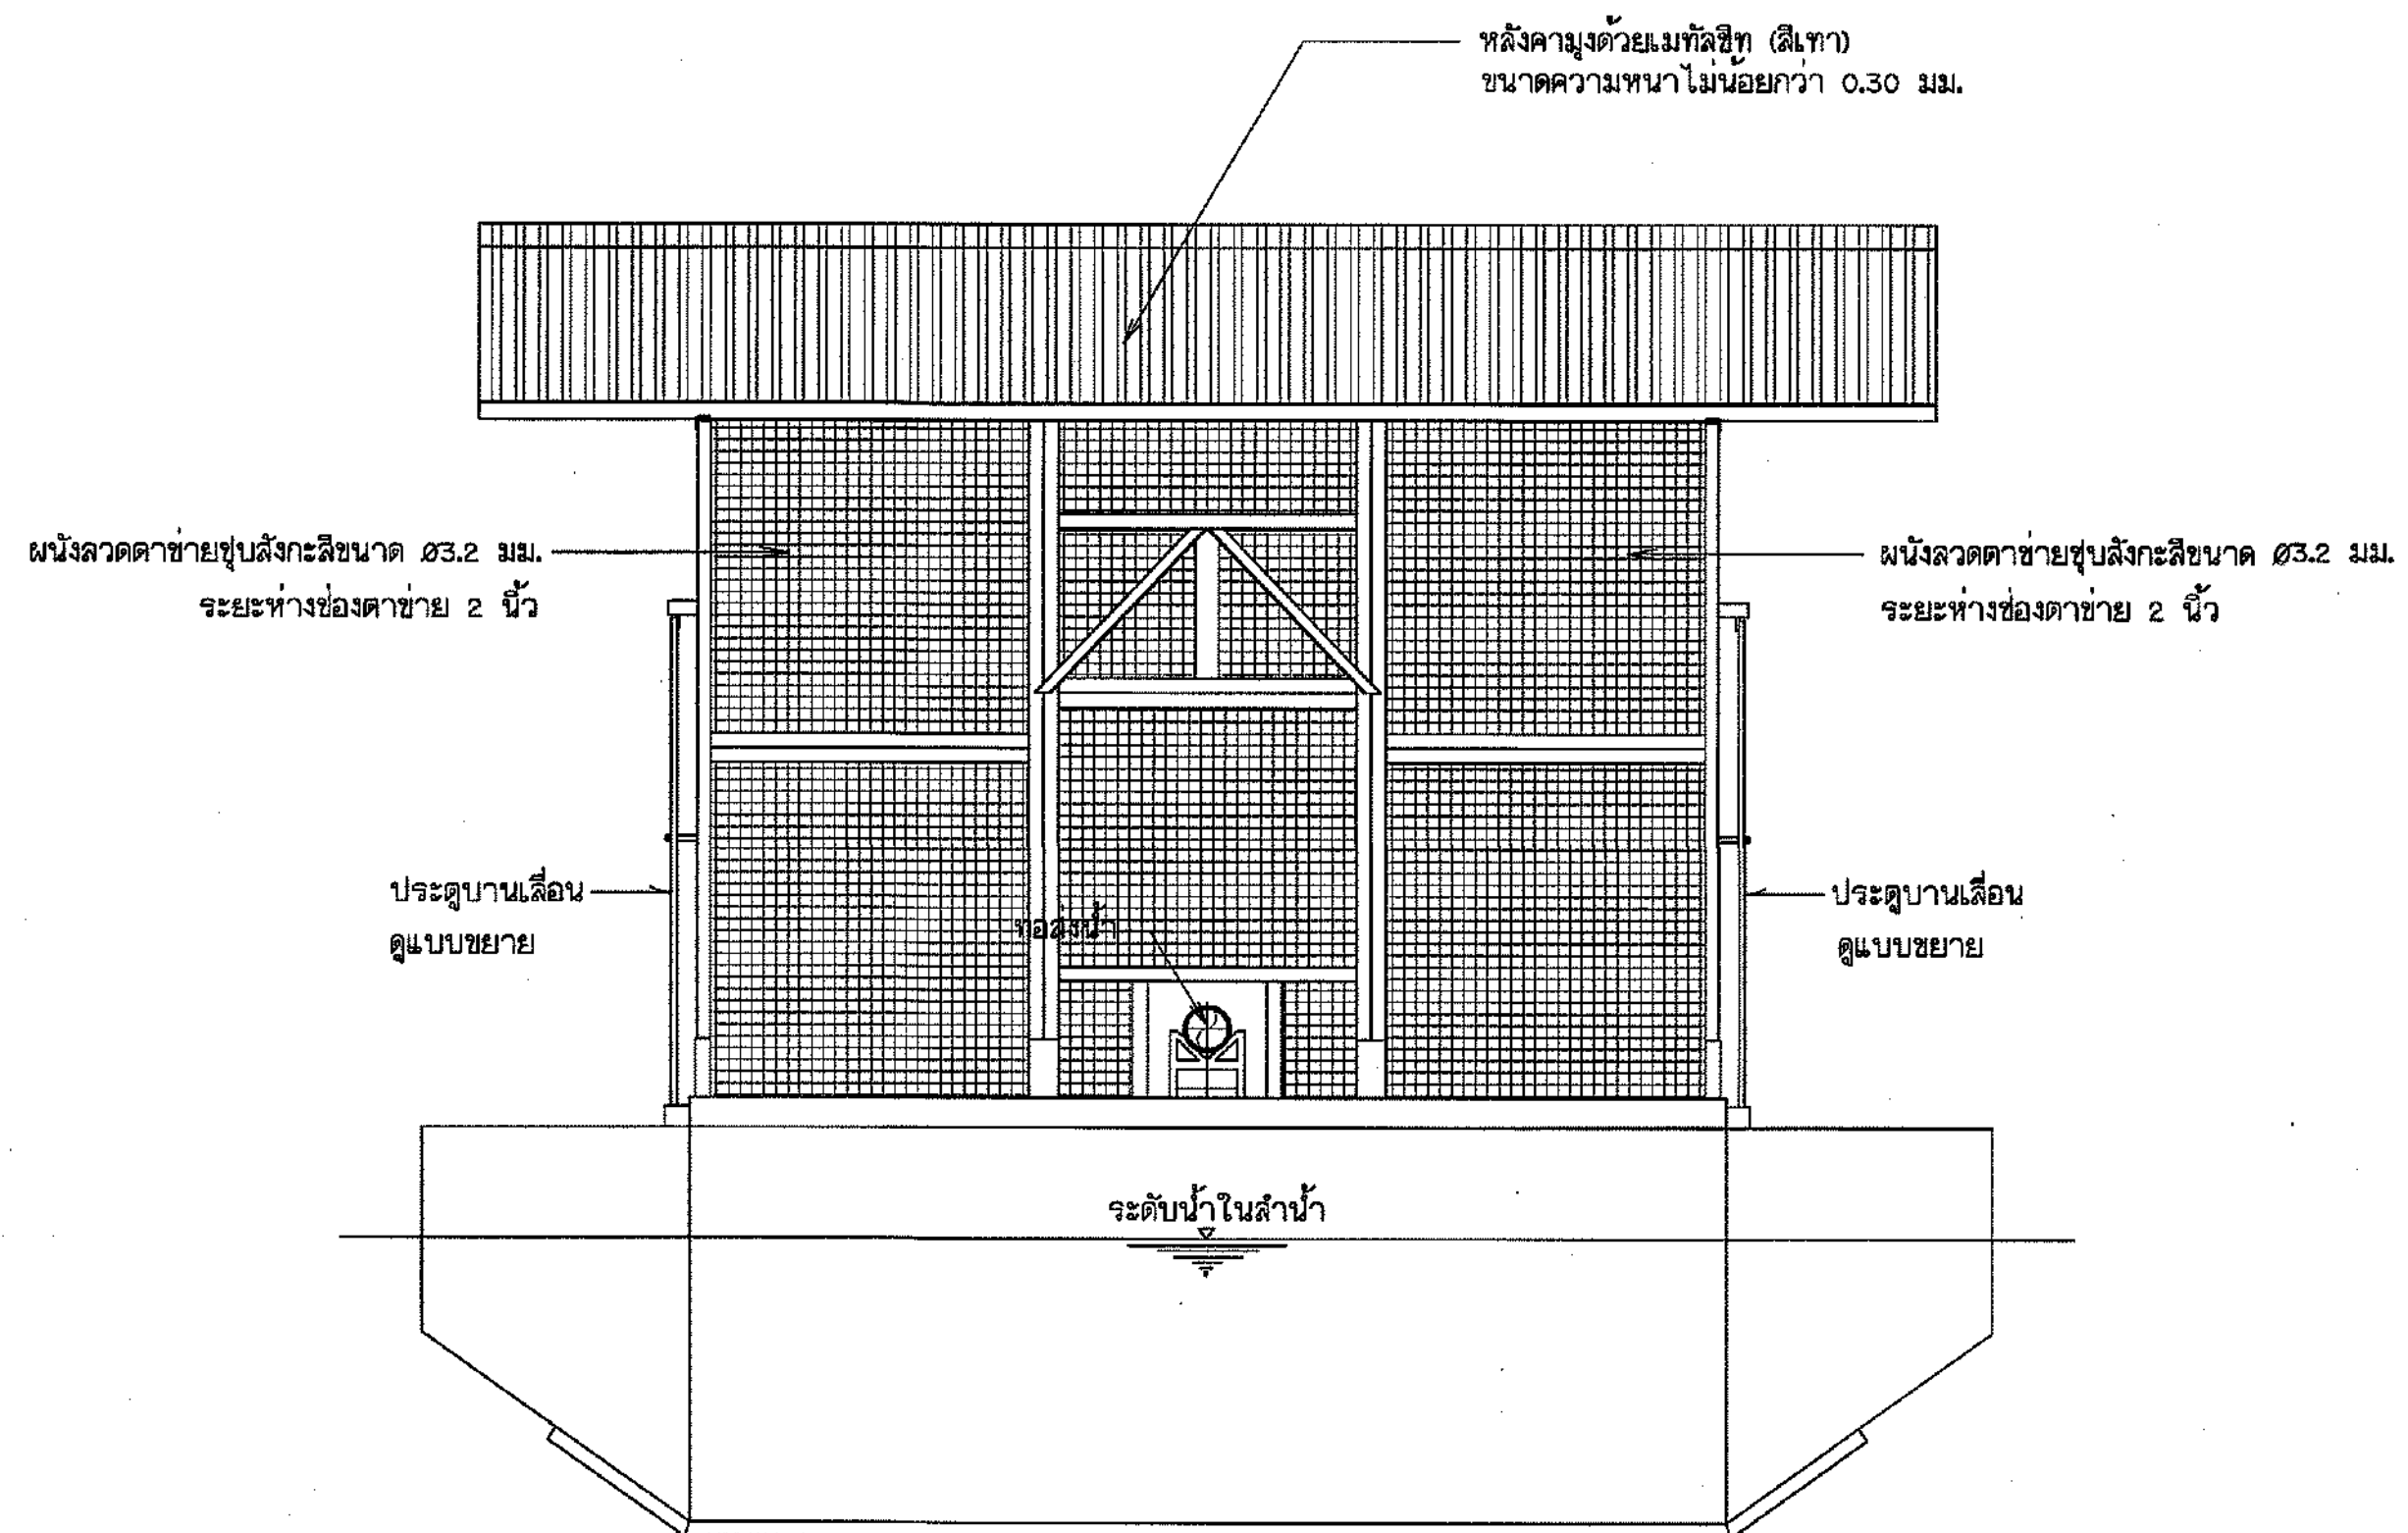 หลังคามุงด้วยเมทัลชีท (สีเทา)
ขนาดความหนาไม่น้อยกว่า 0.30 มม.
ผนังลวดตาข่ายชุบสังกะสีขนาด Ø3.2 มม.
ระยะห่างช่องตาข่าย 2 นิ้ว
ผนังลวดตาข่ายชุบสังกะสีขนาด Ø3.2 มม.
ระยะห่างช่องตาข่าย 2 นิ้ว
ประตูบานเลื่อน
ดูแบบขยาย
ท่อส่งน้ำ
ประตูบานเลื่อน
ดูแบบขยาย
ระดับน้ำในลำน้ำ